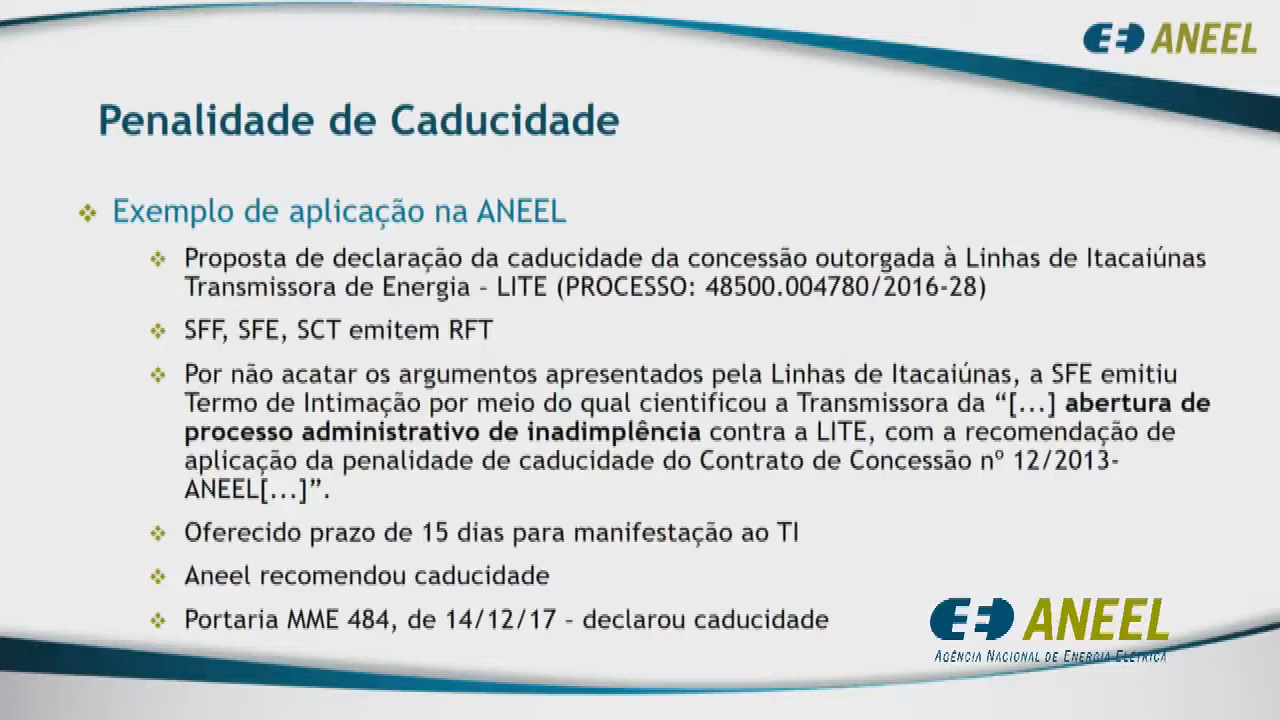 ANEEL
Penalidade de Caducidade
Exemplo de aplicação na ANEEL
Proposta de declaração da caducidade da concessão outorgada à Linhas de Itacaiúnas
Transmissora de Energia – LITE (PROCESSO: 48500.004780/2016-28)
SFF, SFE, SCT emitem RFT
Por não acatar os argumentos apresentados pela Linhas de Itacaiúnas, a SFE emitiu
Termo de Intimação por meio do qual cientificou a Transmissora da “[...] abertura de
processo administrativo de inadimplência contra a LITE, com a recomendação de
aplicação da penalidade de caducidade do Contrato de Concessão nº 12/2013-
ANEEL[...]”.
Oferecido prazo de 15 dias para manifestação ao TI
Aneel recomendou caducidade
Portaria MME 484, de 14/12/17 – declarou caducidade
ANEEL
AGÊNCIA NACIONAL DE ENERGIA ELÉTRICA